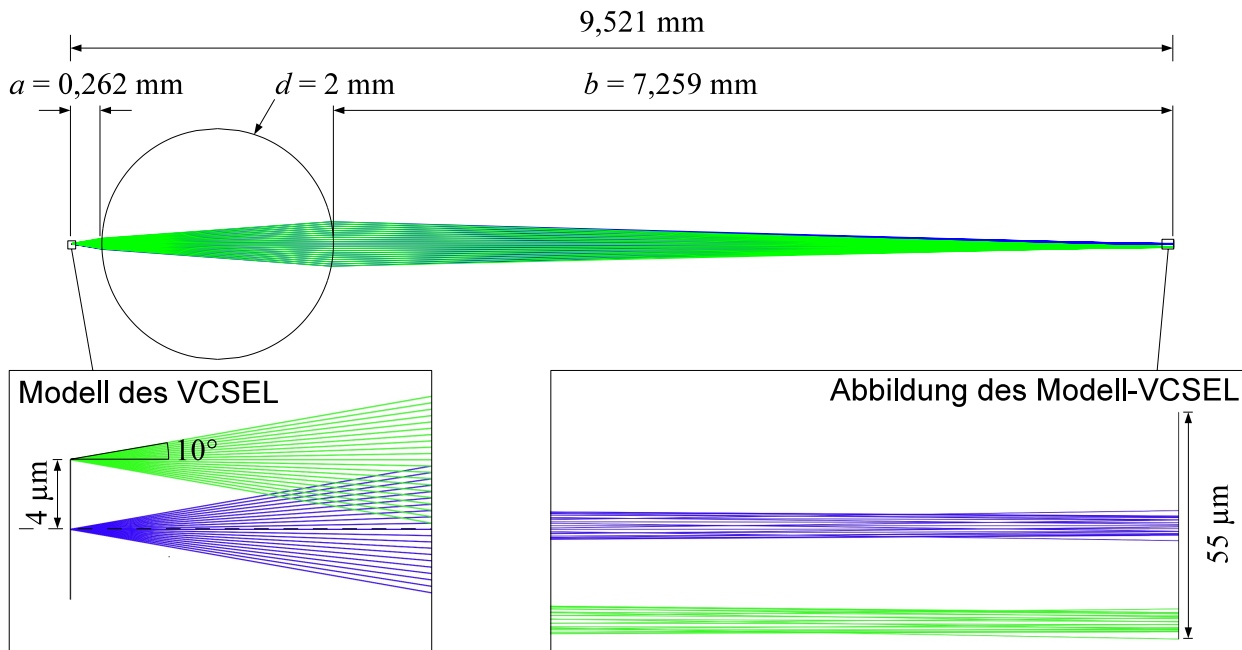 9,521 mm
a = 0,262 mm
d = 2 mm
b = 7,259 mm
Modell des VCSEL
10°
4 μm
Abbildung des Modell-VCSEL
55 μm